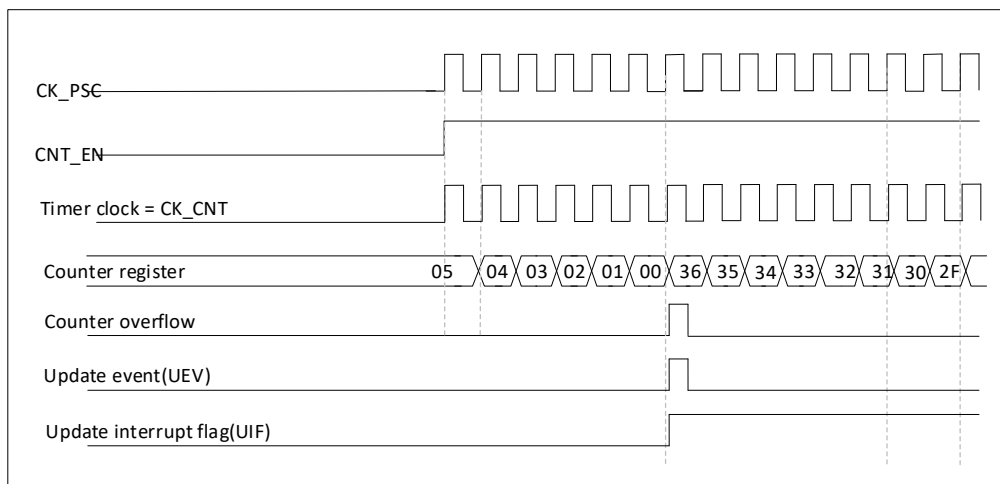 CK_PSC
CNT_EN
Timer clock = CK_CNT
Counter register 05 04 03 02 01 00 36 35 34 33 32 31 30 2F
Counter overflow
Update event(UEV)
Update interrupt flag(UIF)